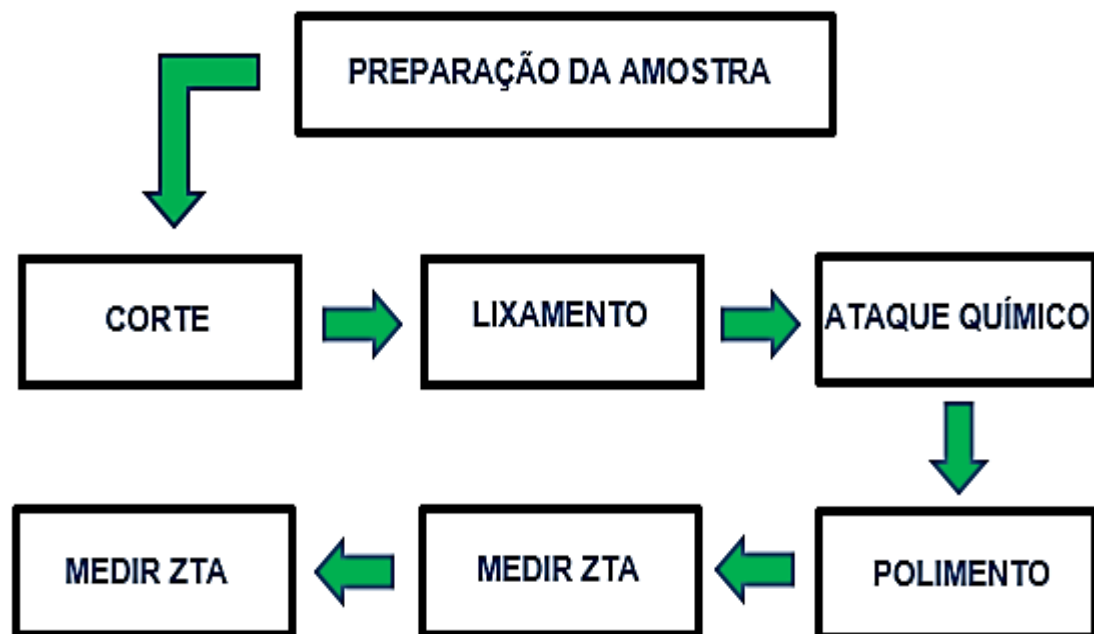 PREPARAÇÃO DA AMOSTRA
CORTE
LIXAMENTO
ATAQUE QUÍMICO
POLIMENTO
MEDIR ZTA
MEDIR ZTA